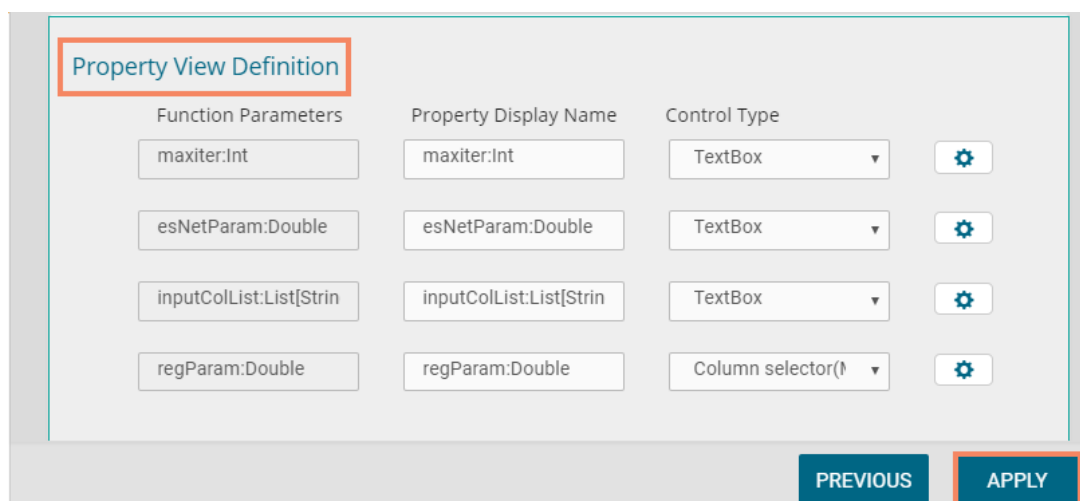 Property View Definition
Function Parameters Property Display Name Control Type
maxiter:Int maxiter:Int TextBox
esNetParam:Double esNetParam:Double TextBox
inputColList:List[Strin inputColList:List[Strin TextBox
regParam:Double regParam:Double Column selector(
PREVIOUS APPLY